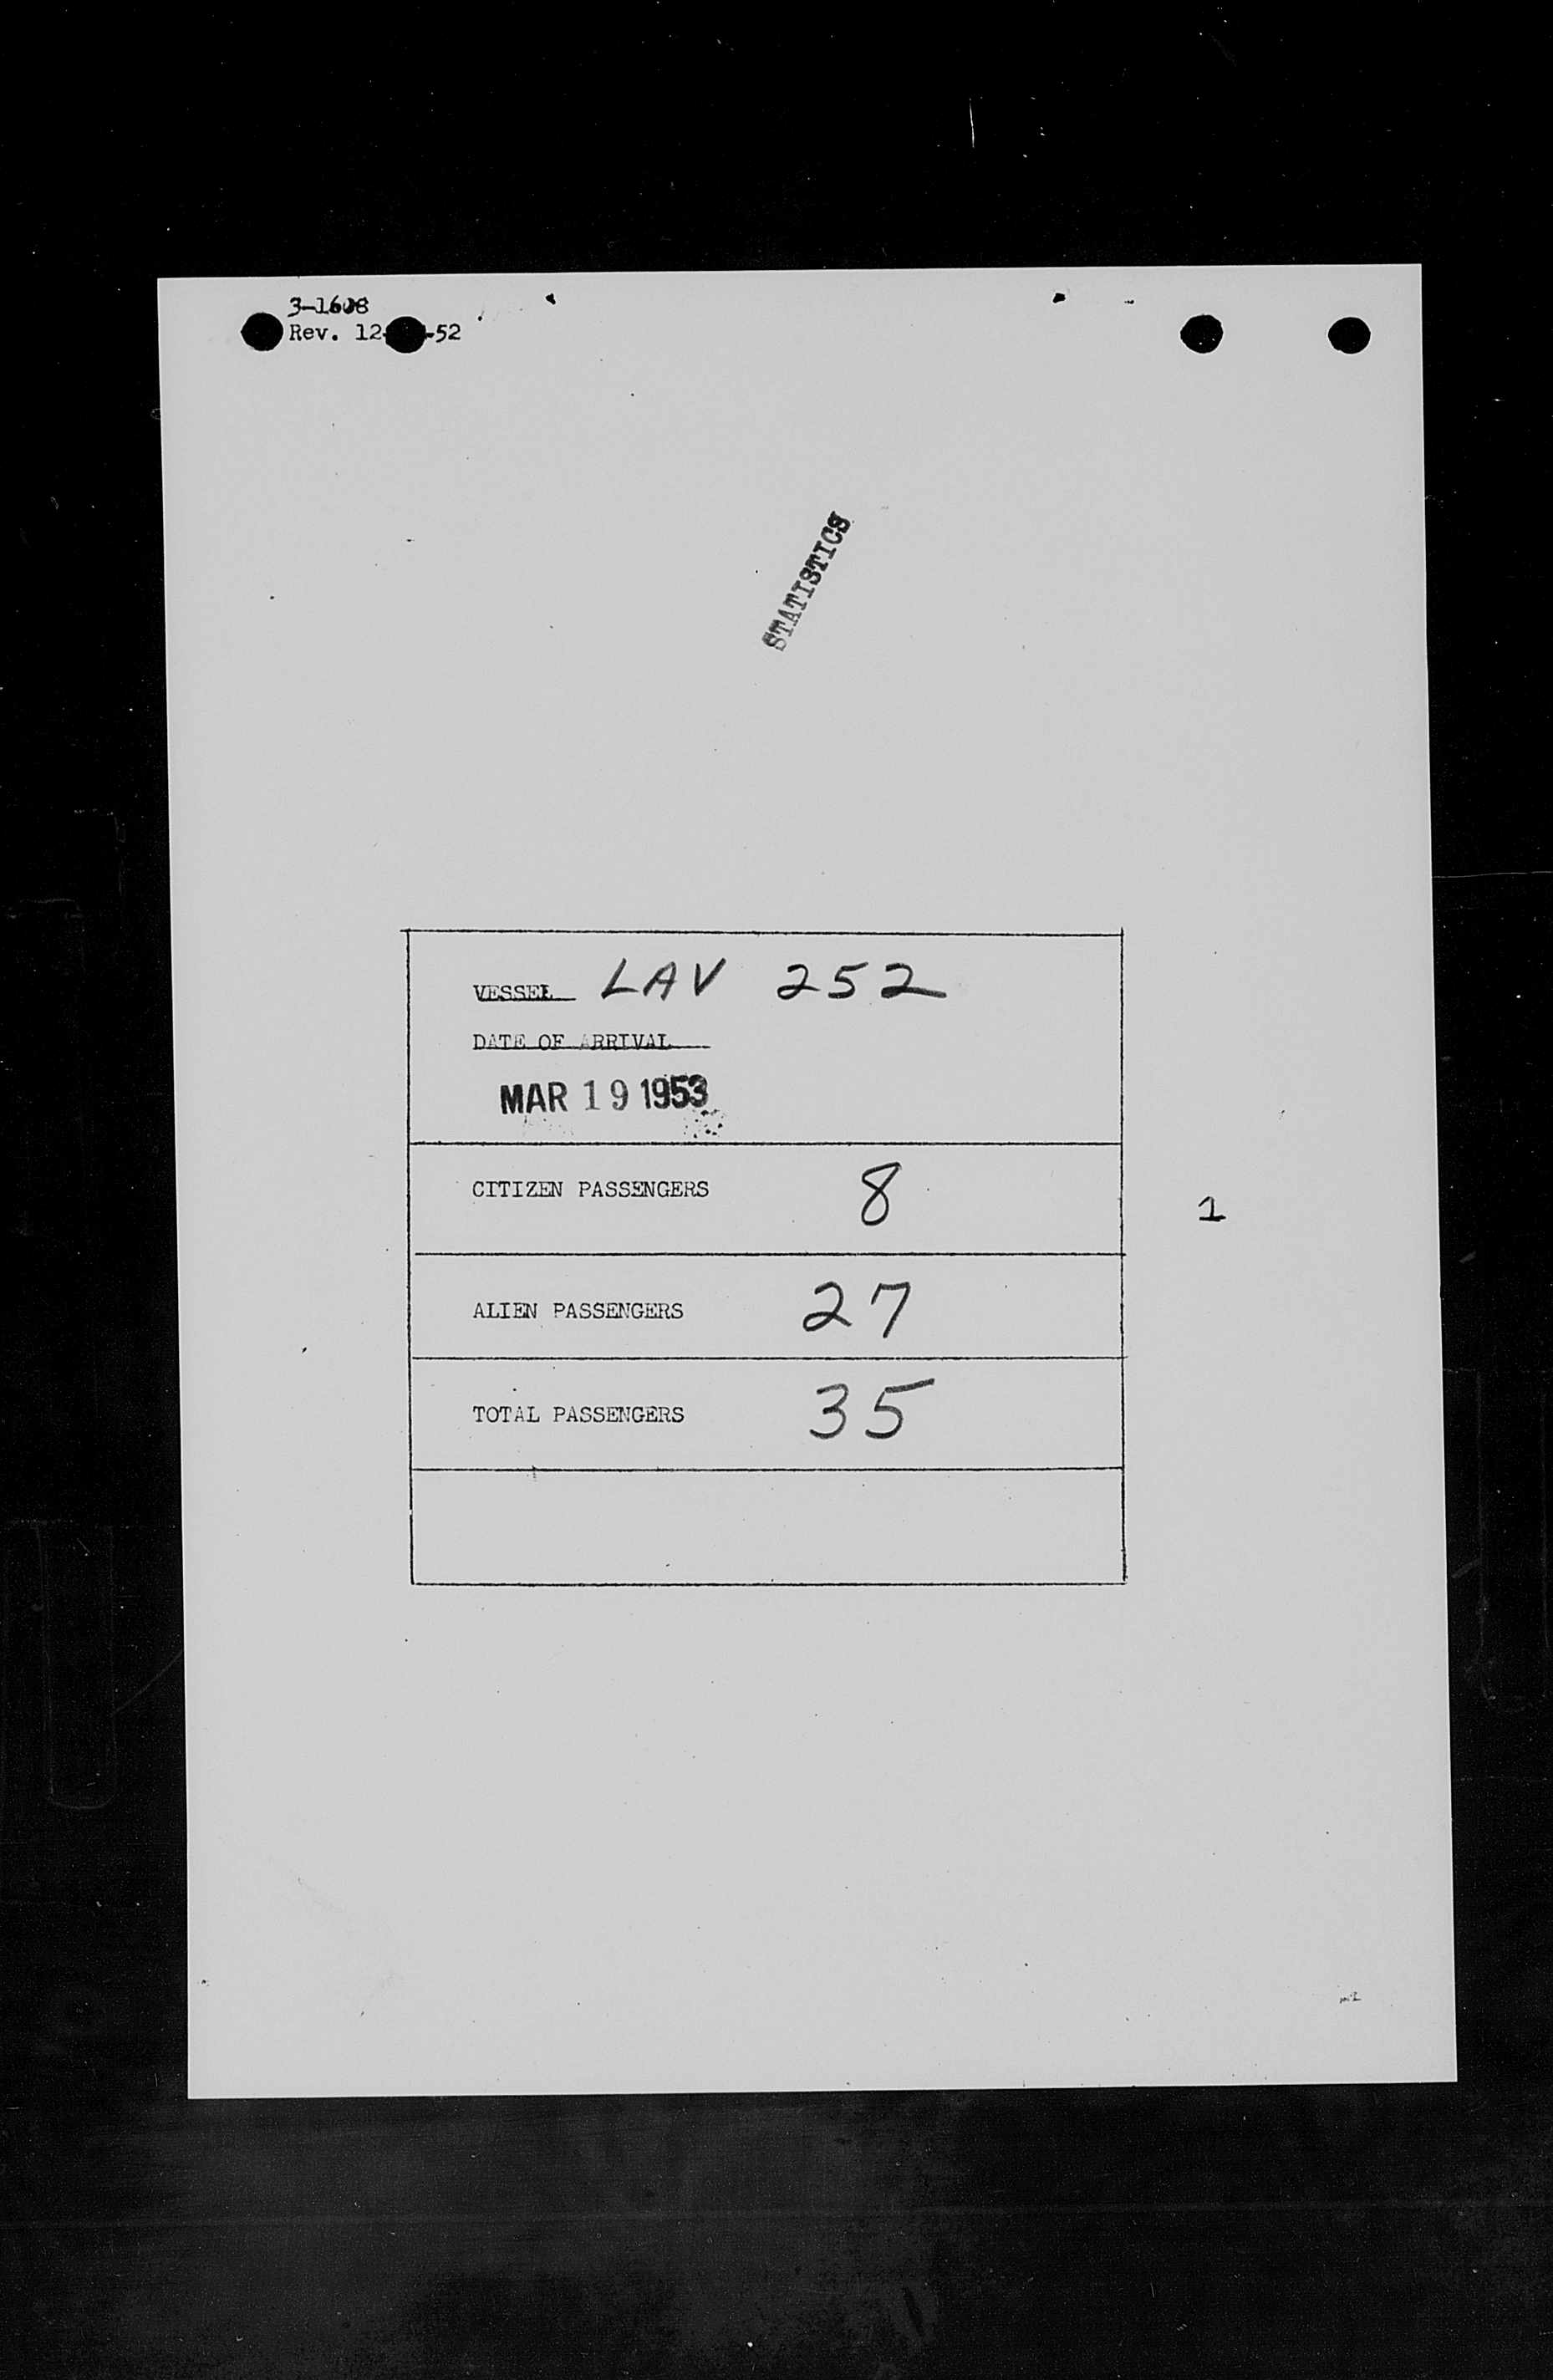 3-1608
Rev. 12- -52
STATISTICS
VESSEL LAV 252
DATE OF ARRIVAL
MAR 19 1953
CITIZEN PASSENGERS 8
1
ALIEN PASSENGERS 27
TOTAL PASSENGERS 35